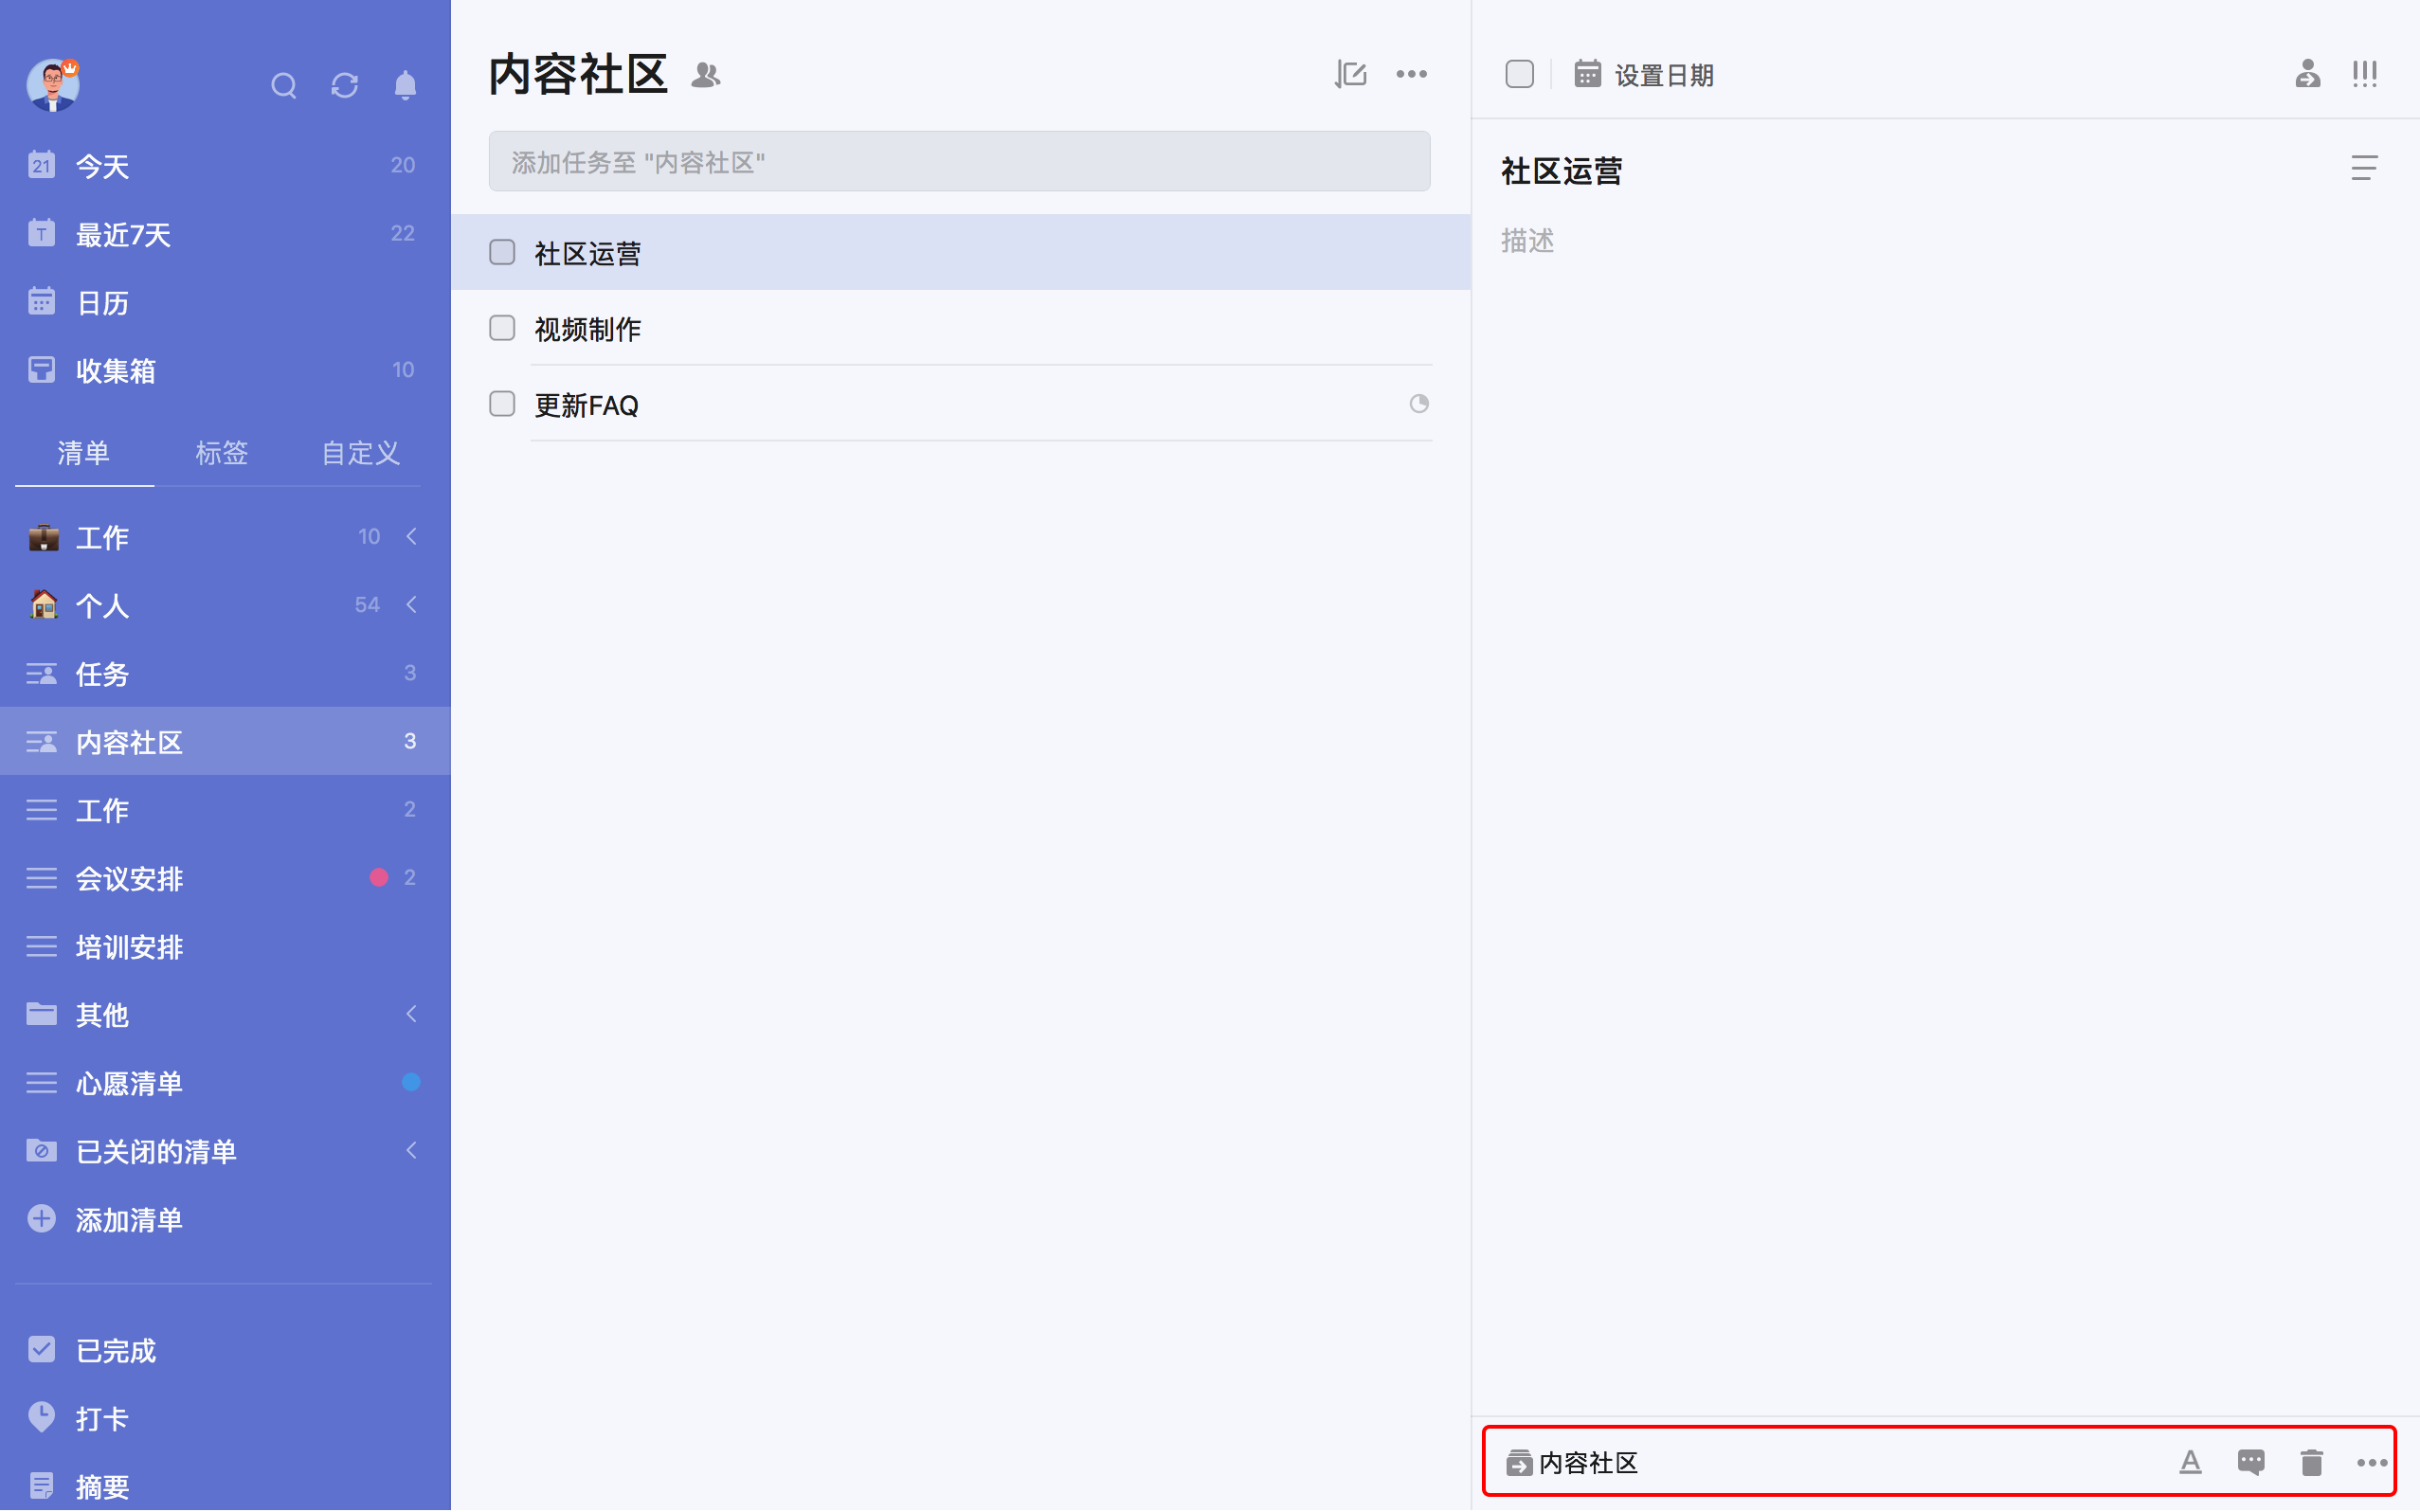 21 今天 20
T 最近7天 22
日历
收集箱 10
清单 标签 自定义
工作 10
个人 54
任务 3
内容社区 3
工作 2
会议安排 2
培训安排
其他
心愿清单
已关闭的清单
添加清单
已完成
打卡
摘要
内容社区
添加任务至 "内容社区"
社区运营
视频制作
更新FAQ
设置日期
社区运营
描述
内容社区 A